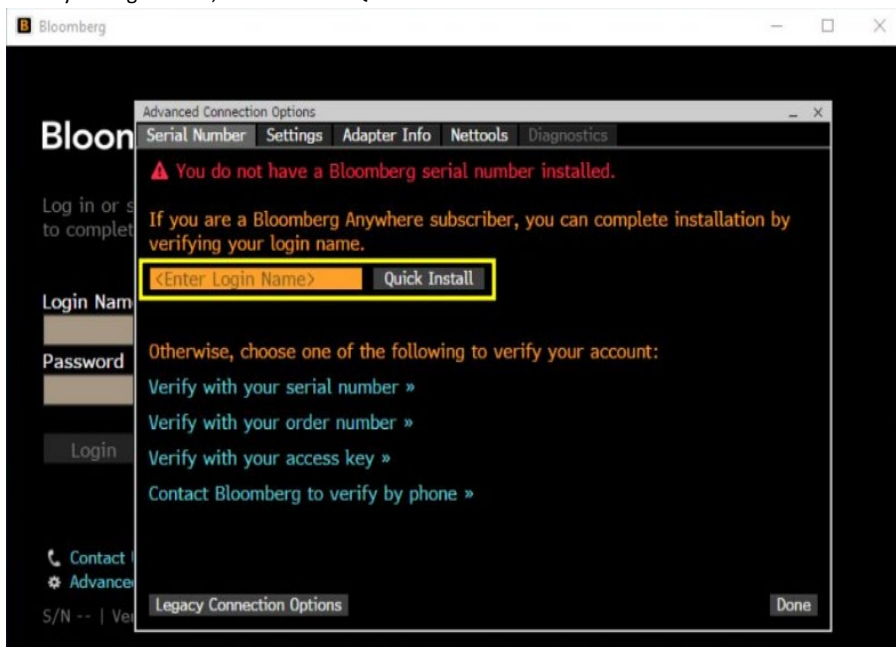 Bloomberg
Advanced Connection Options
Serial Number Settings Adapter Info Nettools Diagnostics
You do not have a Bloomberg serial number installed.
If you are a Bloomberg Anywhere subscriber, you can complete installation by
verifying your login name.
<Enter Login Name> Quick Install
Otherwise, choose one of the following to verify your account:
Verify with your serial number »
Verify with your order number »
Verify with your access key »
Contact Bloomberg to verify by phone »
Legacy Connection Options Done
Bloom
Log in or s
to complet
Login Nam
Password
Login
Contact
Advance
S/N -- | Ve